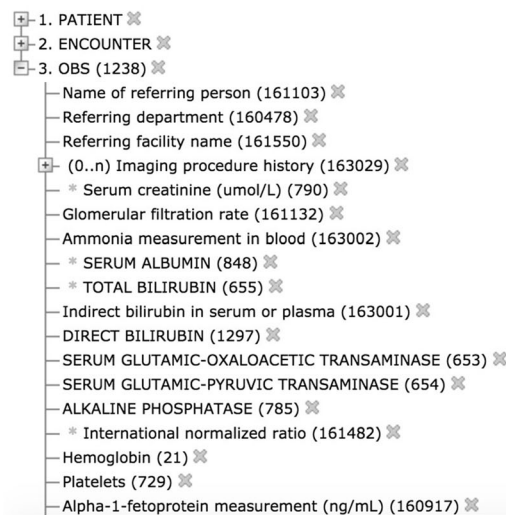 1. PATIENT
2. ENCOUNTER
3. OBS (1238)
Name of referring person (161103)
Referring department (160478)
Referring facility name (161550)
(0..n) Imaging procedure history (163029)
* Serum creatinine (umol/L) (790)
Glomerular filtration rate (161132)
Ammonia measurement in blood (163002)
* SERUM ALBUMIN (848)
* TOTAL BILIRUBIN (655)
Indirect bilirubin in serum or plasma (163001)
DIRECT BILIRUBIN (1297)
SERUM GLUTAMIC-OXALOACETIC TRANSAMINASE (653)
SERUM GLUTAMIC-PYRUVIC TRANSAMINASE (654)
ALKALINE PHOSPHATASE (785)
* International normalized ratio (161482)
Hemoglobin (21)
Platelets (729)
Alpha-1-fetoprotein measurement (ng/mL) (160917)